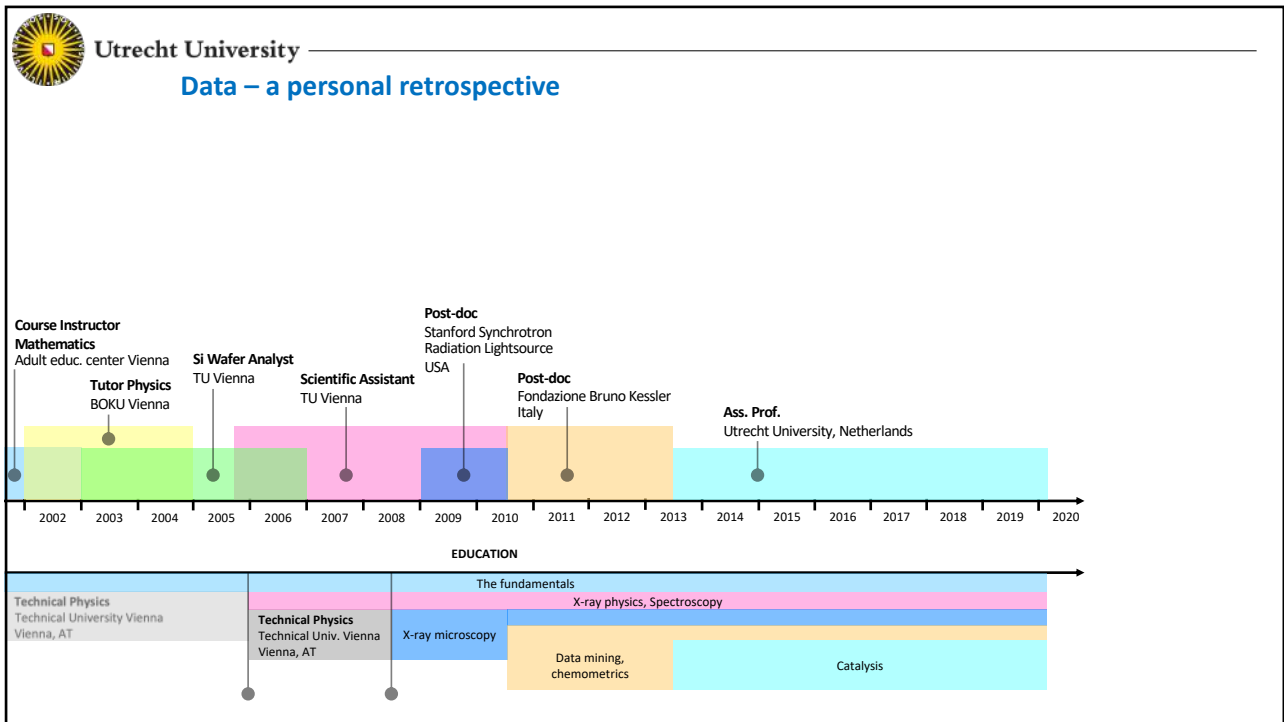 Utrecht University
Data – a personal retrospective
Course Instructor
Mathematics
Adult educ. center Vienna
Tutor Physics
BOKU Vienna
Si Wafer Analyst
TU Vienna
Scientific Assistant
TU Vienna
Post-doc
Stanford Synchrotron
Radiation Lightsource
USA
Post-doc
Fondazione Bruno Kessler
Italy
Ass. Prof.
Utrecht University, Netherlands
2002 2003 2004 2005 2006 2007 2008 2009 2010 2011 2012 2013 2014 2015 2016 2017 2018 2019 2020
EDUCATION
The fundamentals
X-ray physics, Spectroscopy
Technical Physics
Technical University Vienna
Vienna, AT
Technical Physics
Technical Univ. Vienna
Vienna, AT
X-ray microscopy
Data mining,
chemometrics
Catalysis